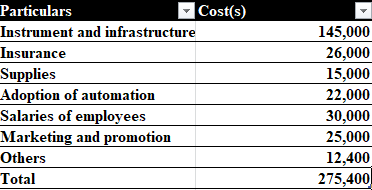 Particulars Cost(s)
Instrument and infrastructure 145,000
Insurance 26,000
Supplies 15,000
Adoption of automation 22,000
Salaries of employees 30,000
Marketing and promotion 25,000
Others 12,400
Total 275,400